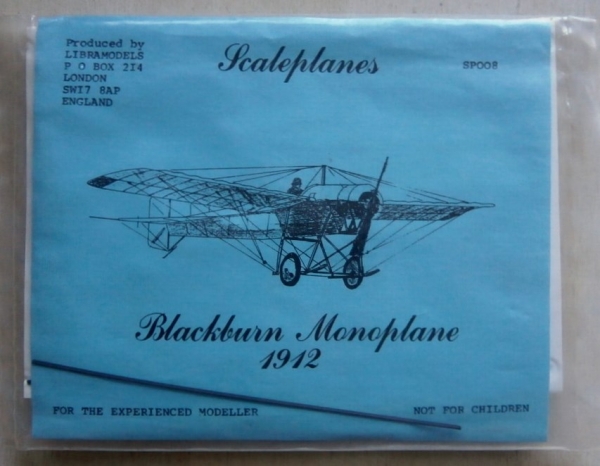 Produced by
LIBRAMODELS
P O BOX 214
LONDON
SW17 8AP
ENGLAND
Scaleplanes
SP008
Blackburn Monoplane
1912
FOR THE EXPERIENCED MODELLER
NOT FOR CHILDREN